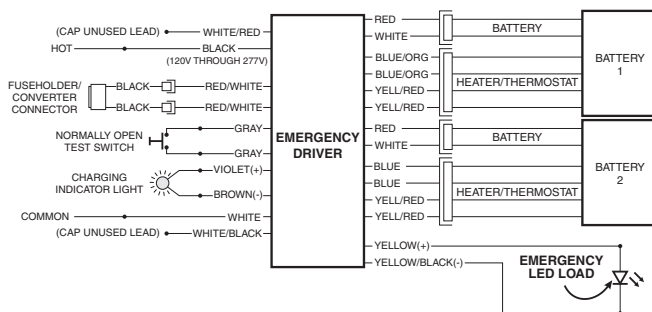 (CAP UNUSED LEAD) WHITE/RED
HOT BLACK
(120V THROUGH 277V)
FUSEHOLDER/
CONVERTER
CONNECTOR
BLACK RED/WHITE
BLACK RED/WHITE
NORMALLY OPEN
TEST SWITCH
GRAY
GRAY
CHARGING
INDICATOR LIGHT
VIOLET(+)
BROWN(-)
COMMON WHITE
(CAP UNUSED LEAD) WHITE/BLACK
EMERGENCY
DRIVER
RED
WHITE
BATTERY
BLUE/ORG
BLUE/ORG
YELL/RED
YELL/RED
HEATER/THERMOSTAT
BATTERY
1
RED
WHITE
BATTERY
BLUE
BLUE
YELL/RED
YELL/RED
HEATER/THERMOSTAT
BATTERY
2
YELLOW(+)
YELLOW/BLACK(-)
EMERGENCY
LED LOAD